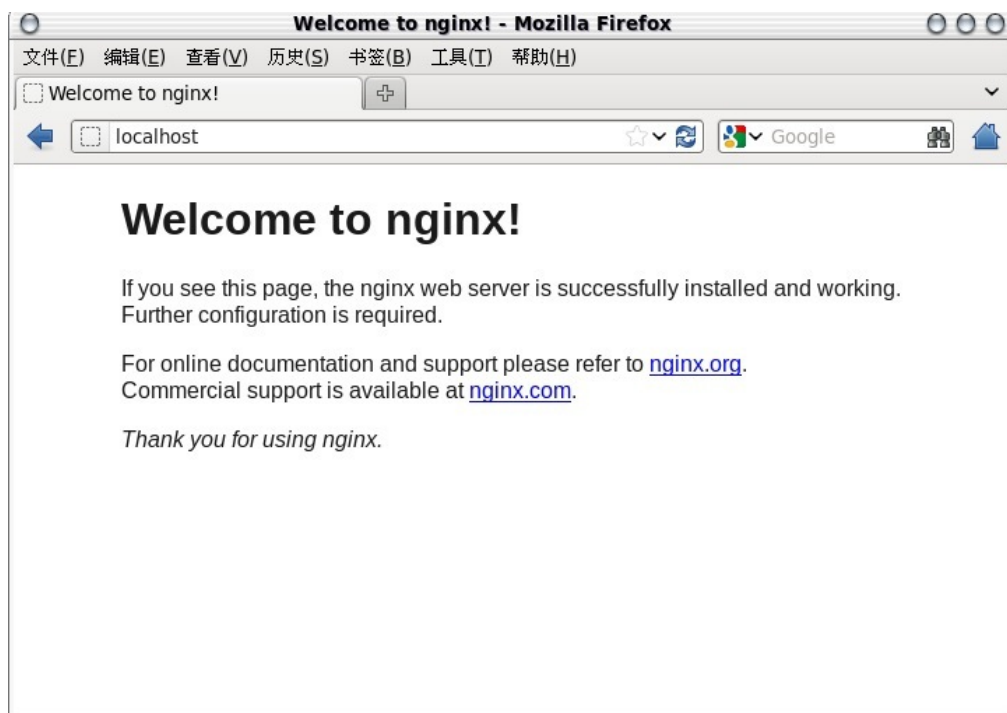 Welcome to nginx! - Mozilla Firefox
文件(F) 编辑(E) 查看(V) 历史(S) 书签(B) 工具(T) 帮助(H)
Welcome to nginx!
localhost Google
Welcome to nginx!
If you see this page, the nginx web server is successfully installed and working.
Further configuration is required.
For online documentation and support please refer to nginx.org.
Commercial support is available at nginx.com.
Thank you for using nginx.